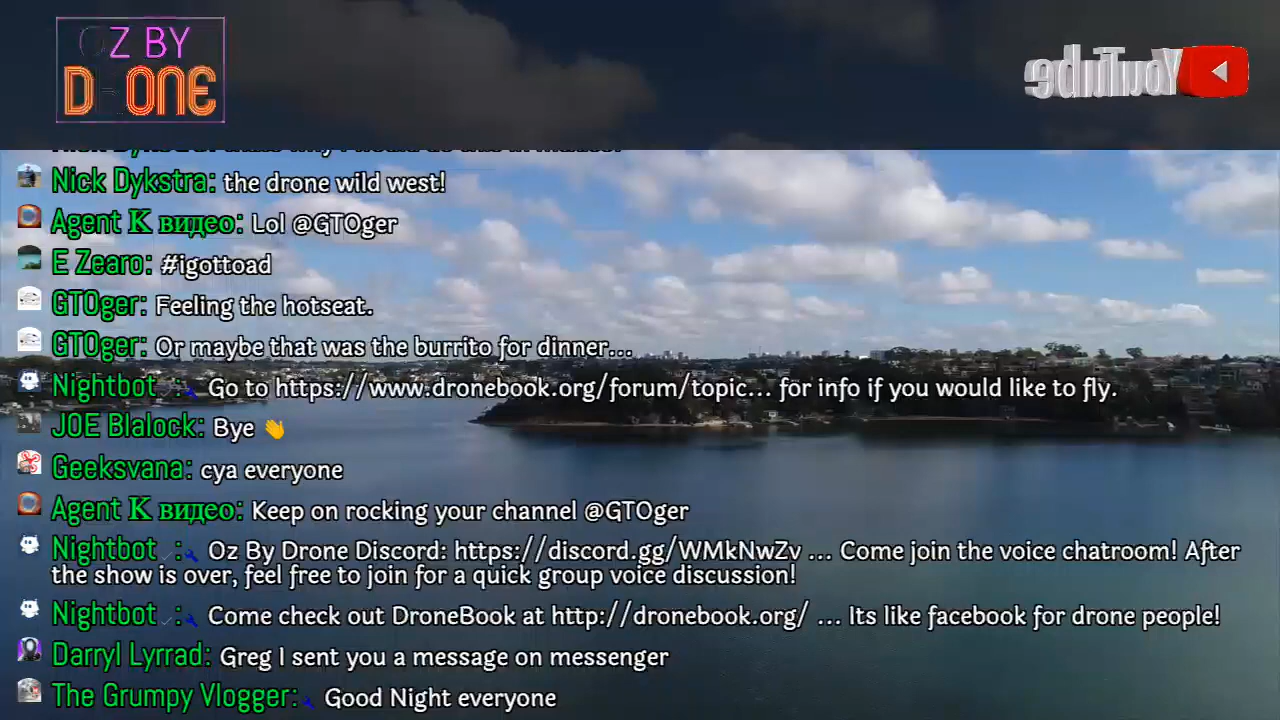 OZ BY
DRONE
YouTube
Nick Dykstra: the drone wild west!
Agent K видео: Lol @GTOger
E Zearo: #igottoad
GTOger: Feeling the hotseat.
GTOger: Or maybe that was the burrito for dinner...
Nightbot : Go to https://www.dronebook.org/forum/topic... for info if you would like to fly.
JOE Blalock: Bye 👋
Geeksvana: cya everyone
Agent K видео: Keep on rocking your channel @GTOger
Nightbot : Oz By Drone Discord: https://discord.gg/WMkNwZv ... Come join the voice chatroom! After
the show is over, feel free to join for a quick group voice discussion!
Nightbot : Come check out DroneBook at http://dronebook.org/ ... Its like facebook for drone people!
Darryl Lyrrad: Greg I sent you a message on messenger
The Grumpy Vlogger: Good Night everyone